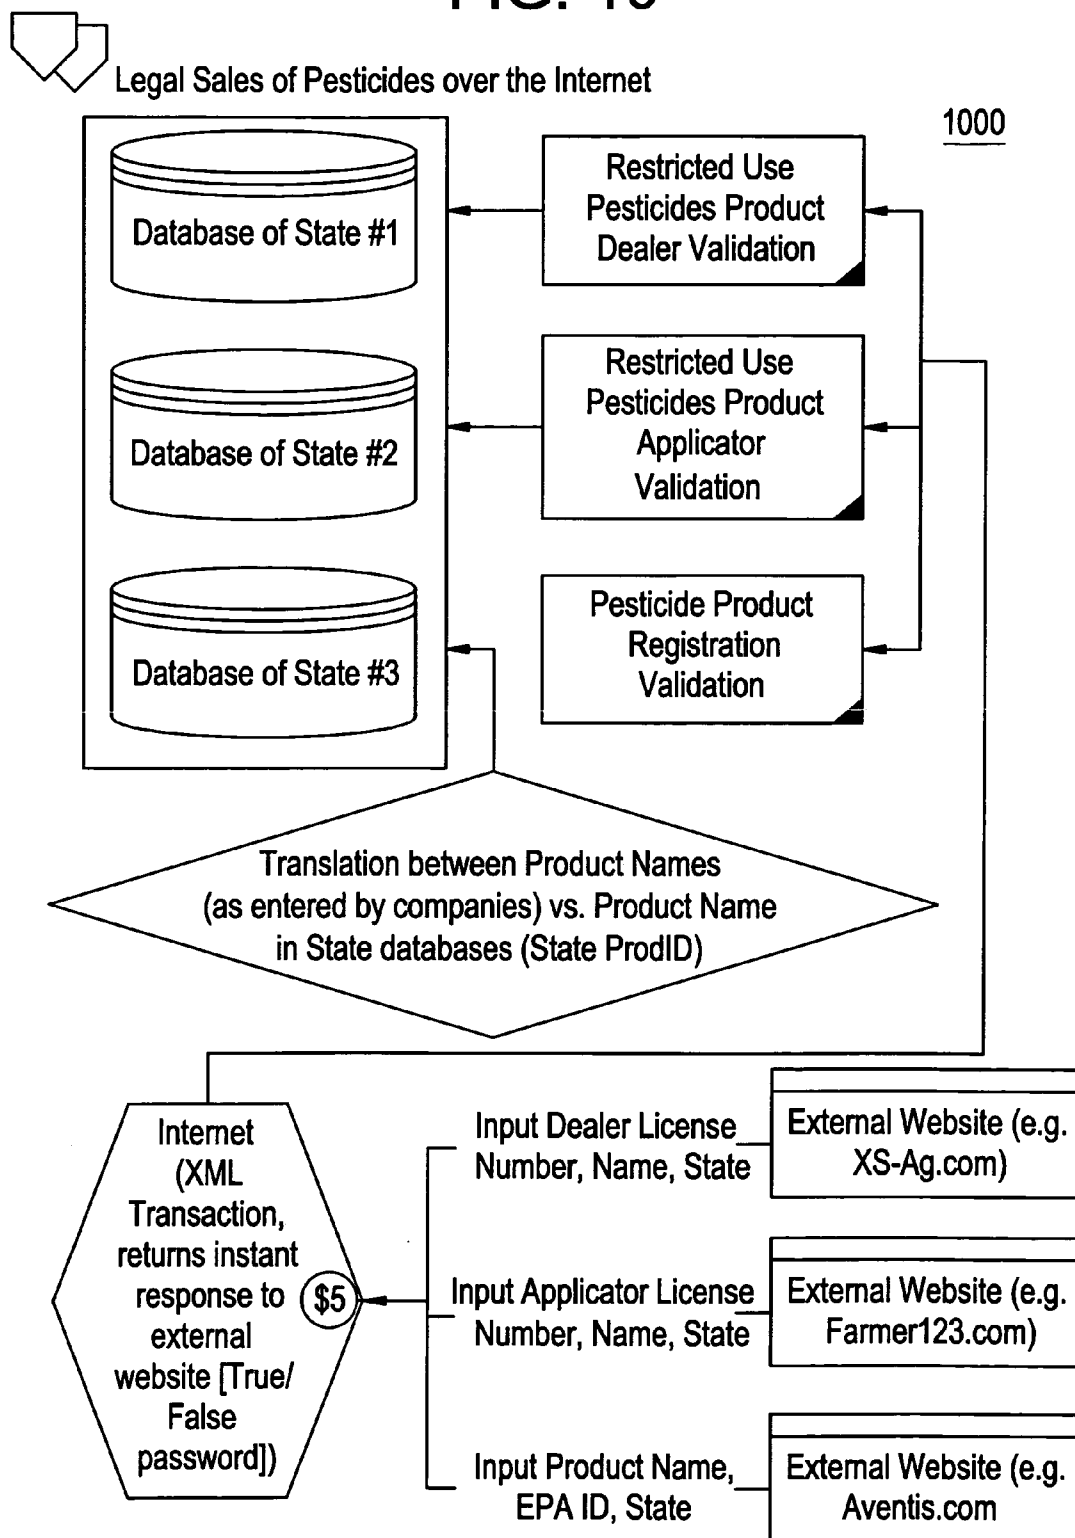 Legal Sales of Pesticides over the Internet
1000
Database of State #1
Restricted Use
Pesticides Product
Dealer Validation
Database of State #2
Restricted Use
Pesticides Product
Applicator
Validation
Database of State #3
Pesticide Product
Registration
Validation
Translation between Product Names
(as entered by companies) vs. Product Name
in State databases (State ProdID)
Internet
(XML
Transaction,
returns instant
response to
external
website [True/
False
password])
$5
Input Dealer License
Number, Name, State
External Website (e.g.
XS-Ag.com)
Input Applicator License
Number, Name, State
External Website (e.g.
Farmer123.com)
Input Product Name,
EPA ID, State
External Website (e.g.
Aventis.com